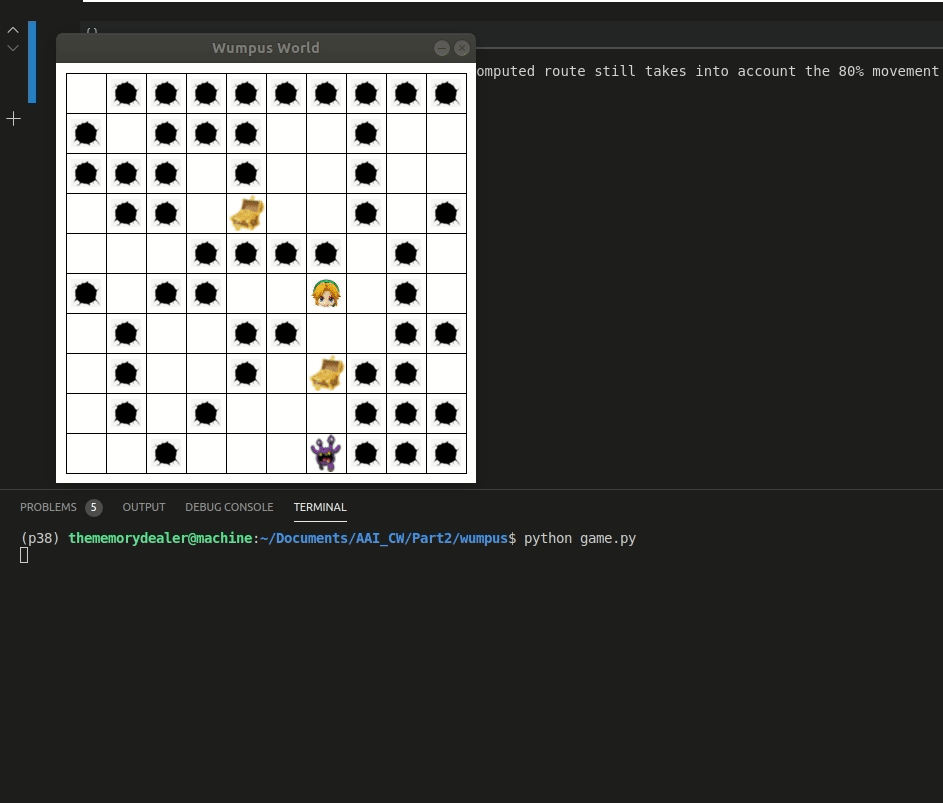 Wumpus World
omputed route still takes into account the 80% movement
PROBLEMS 5 OUTPUT DEBUG CONSOLE TERMINAL
(p38) thememorydealer@machine:~/Documents/AAI_CW/Part2/wumpus$ python game.py